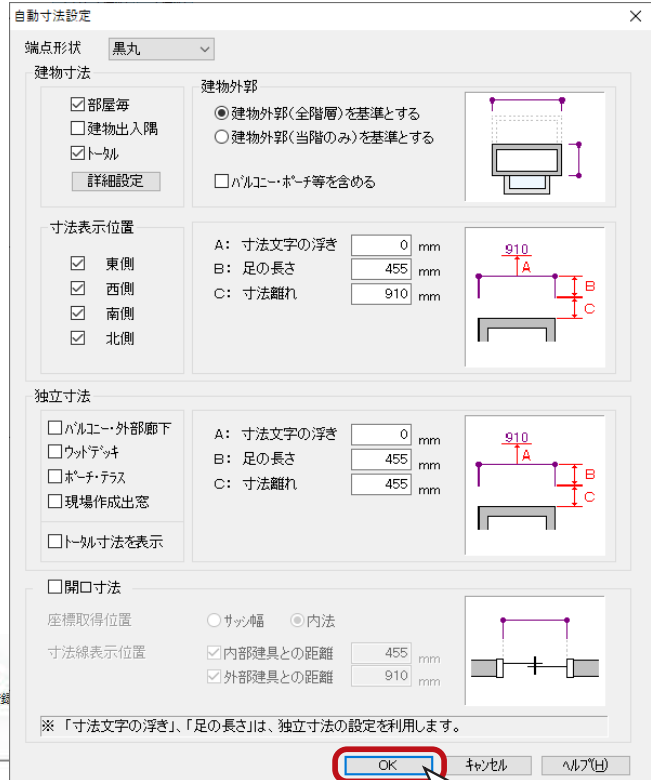 自動寸法設定
端点形状 黒丸
建物寸法
部屋毎
建物出入隅
トータル
詳細設定
建物外郭
建物外郭(全階層)を基準とする
建物外郭(当階のみ)を基準とする
バルコニー・ポーチ等を含める
寸法表示位置
東側
西側
南側
北側
A: 寸法文字の浮き 0 mm
B: 足の長さ 455 mm
C: 寸法離れ 910 mm
910
A
B
C
独立寸法
バルコニー・外部廊下
ウッドデッキ
ポーチ・テラス
現場作成出窓
トータル寸法を表示
A: 寸法文字の浮き 0 mm
B: 足の長さ 455 mm
C: 寸法離れ 455 mm
910
A
B
C
開口寸法
座標取得位置 サッシ幅 内法
寸法線表示位置 内部建具との距離 455 mm
外部建具との距離 910 mm
※「寸法文字の浮き」、「足の長さ」は、独立寸法の設定を利用します。
OK キャンセル ヘルプ(H)